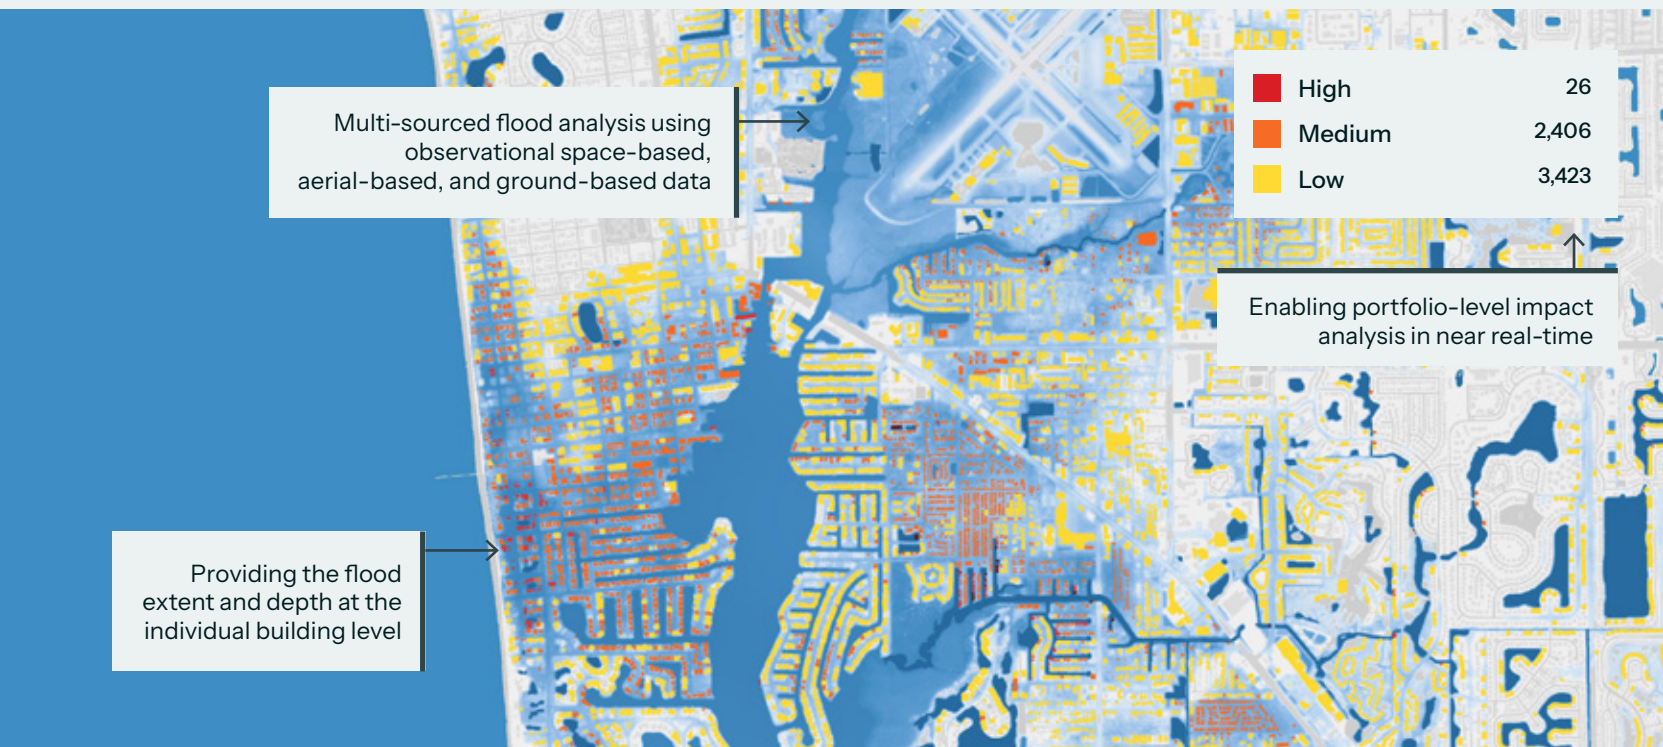 Multi-sourced flood analysis using
observational space-based,
aerial-based, and ground-based data
High 26
Medium 2,406
Low 3,423
Enabling portfolio-level impact
analysis in near real-time
Providing the flood
extent and depth at the
individual building level